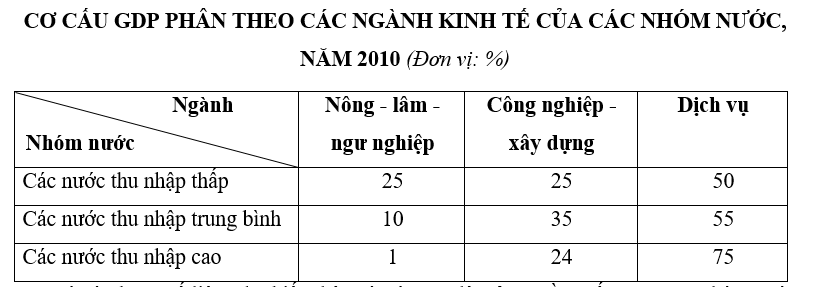 CƠ CẤU GDP PHÂN THEO CÁC NGÀNH KINH TẾ CỦA CÁC NHÓM NƯỚC,
NĂM 2010 (Đơn vị: %)
Ngành
Nhóm nước
Nông - lâm -
ngư nghiệp
Công nghiệp -
xây dựng
Dịch vụ
Các nước thu nhập thấp 25 25 50
Các nước thu nhập trung bình 10 35 55
Các nước thu nhập cao 1 24 75